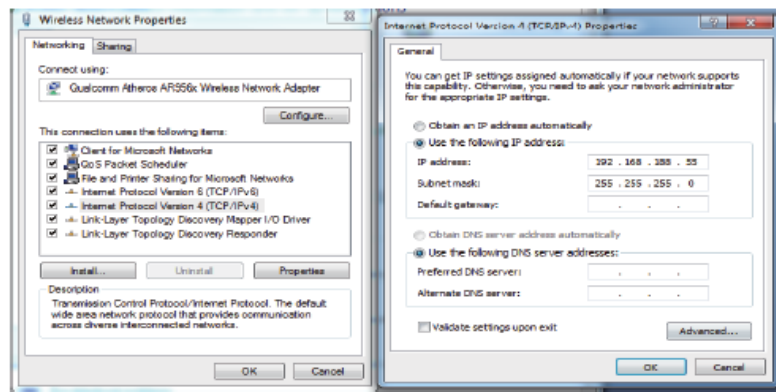 Wireless Network Properties
Networking
Sharing
Connect using:
Qualcomm Atheros AR956x Wireless Network Adapter
Configure...
This connection uses the following items:
Client for Microsoft Networks
QoS Packet Scheduler
File and Printer Sharing for Microsoft Networks
Internet Protocol Version 6 (TCP/IPv6)
Internet Protocol Version 4 (TCP/IPv4)
Link-Layer Topology Discovery Mapper I/O Driver
Link-Layer Topology Discovery Responder
Install...
Uninstall
Properties
Description
Transmission Control Protocol/Internet Protocol. The default
wide area network protocol that provides communication
across diverse interconnected networks.
OK
Cancel
Internet Protocol Version 4 (TCP/IPv4) Properties
General
You can get IP settings assigned automatically if your network supports
this capability. Otherwise, you need to ask your network administrator
for the appropriate IP settings.
Obtain an IP address automatically
Use the following IP address:
IP address: 192 . 168 . 188 . 55
Subnet mask: 255 . 255 . 255 . 0
Default gateway: . . .
Obtain DNS server address automatically
Use the following DNS server addresses:
Preferred DNS server: . . .
Alternate DNS server: . . .
Validate settings upon exit
Advanced...
OK
Cancel